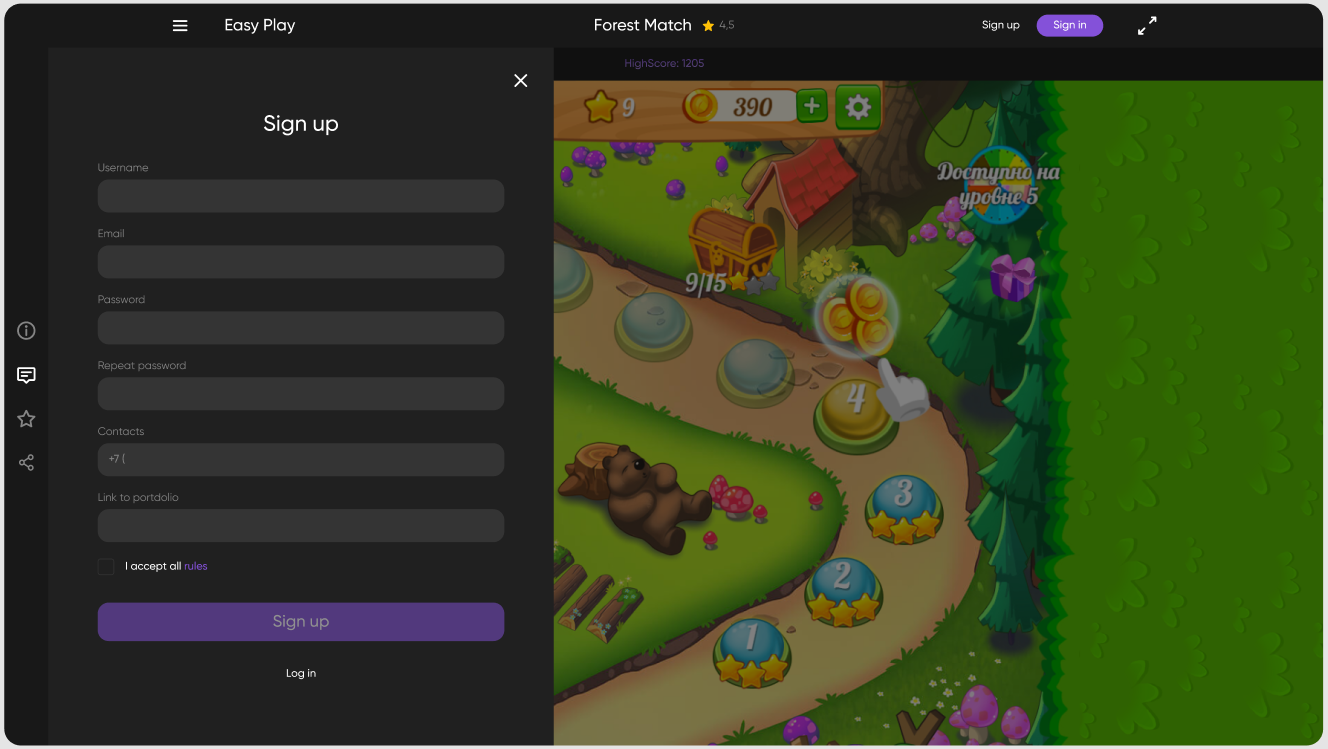 Easy Play
Forest Match
4,5
Sign up
Sign in
HighScore: 1205
Sign up
Username
Email
Password
Repeat password
Contacts
+7 (
Link to portdolio
I accept all rules
Sign up
Log in
9
390
Доступно на
уровне 5
9/15
4
3
2
1